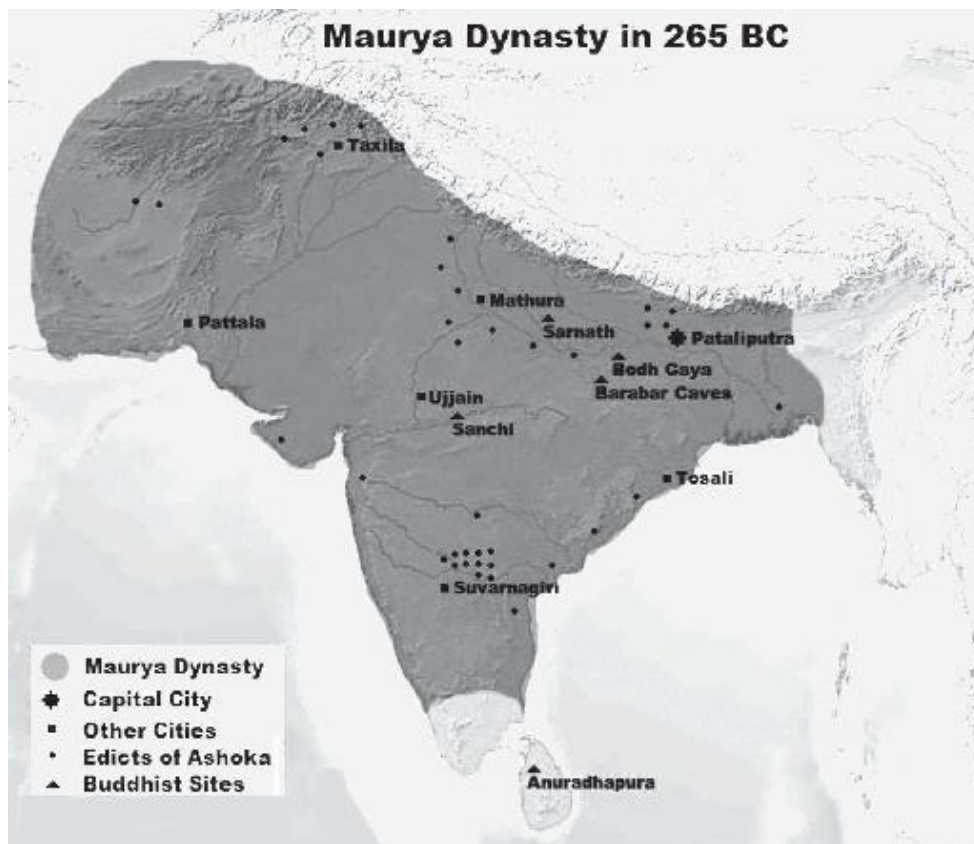 Maurya Dynasty in 265 BC
Taxila
Mathura
Pattala
Sarnath
Pataliputra
Bodh Gaya
Barabar Caves
Ujjain
Sanchi
Tosali
Suvarnagiri
Maurya Dynasty
Capital City
Other Cities
Edicts of Ashoka
Buddhist Sites
Anuradhapura